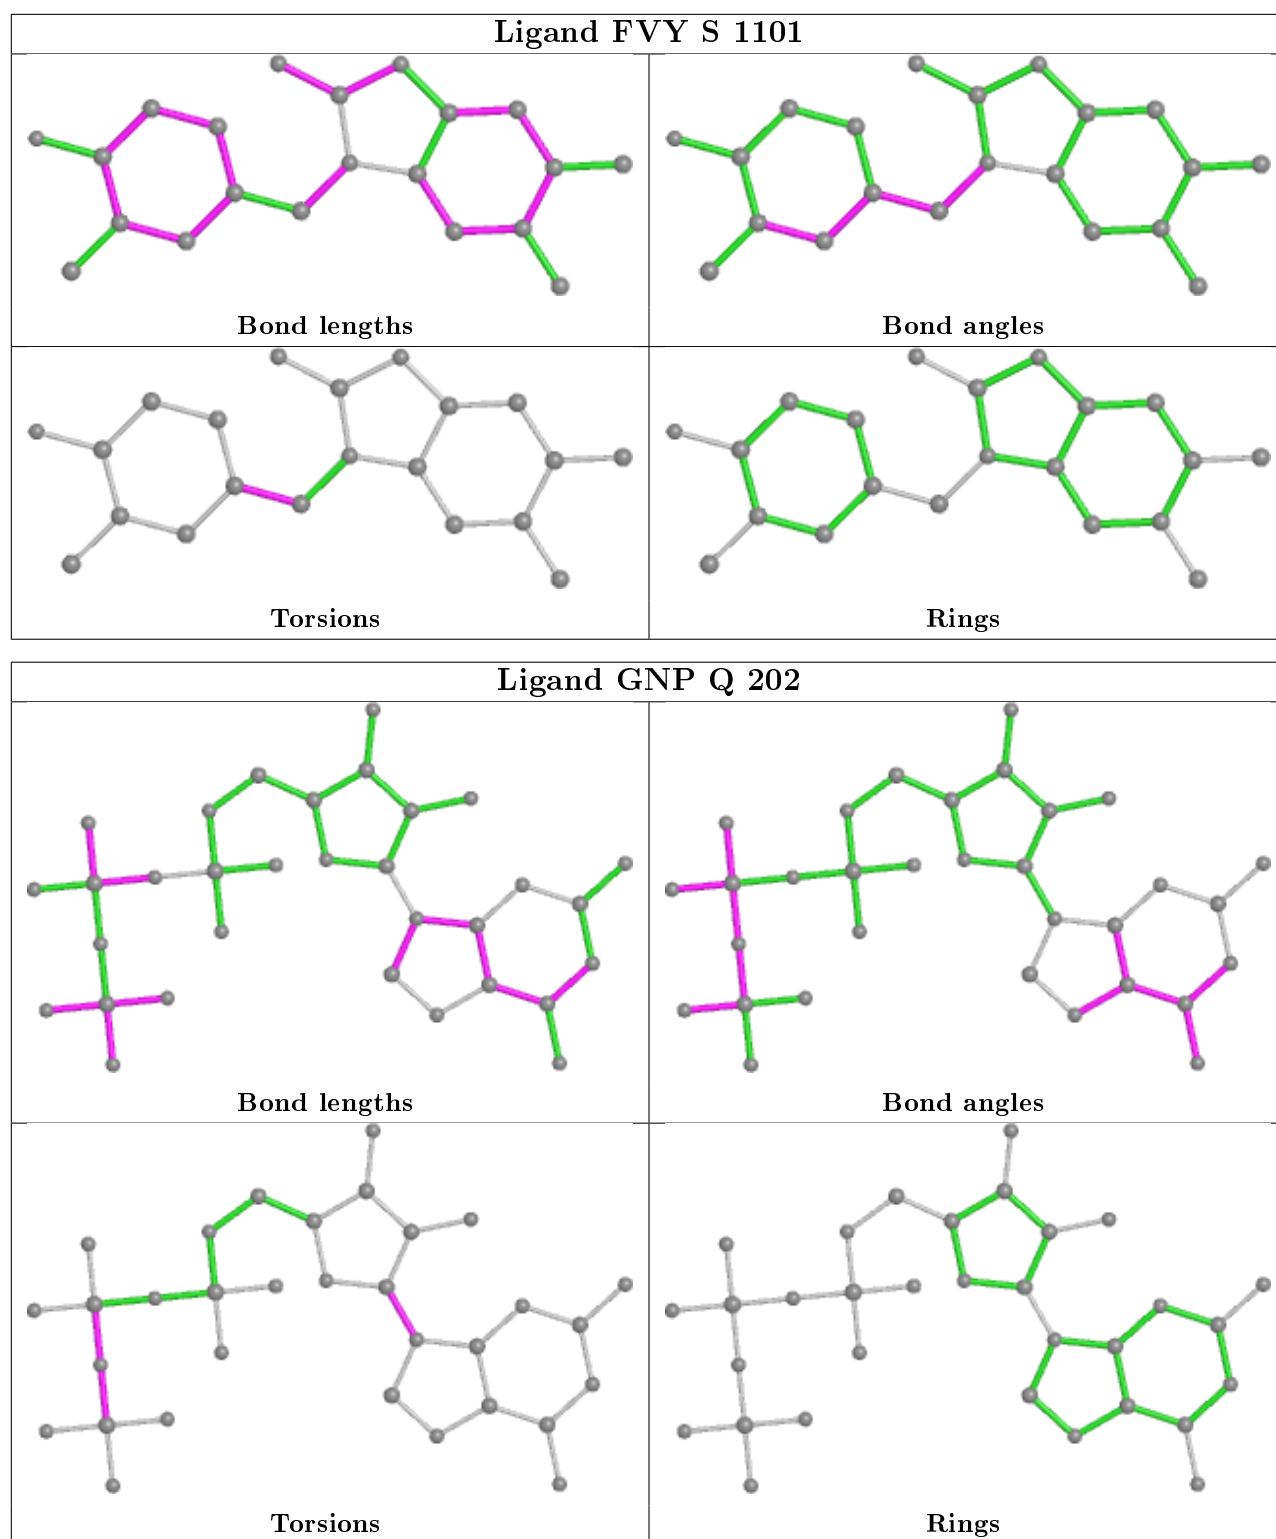 Ligand FVY S 1101
Bond lengths
Bond angles
Torsions
Rings
Ligand GNP Q 202
Bond lengths
Bond angles
Torsions
Rings